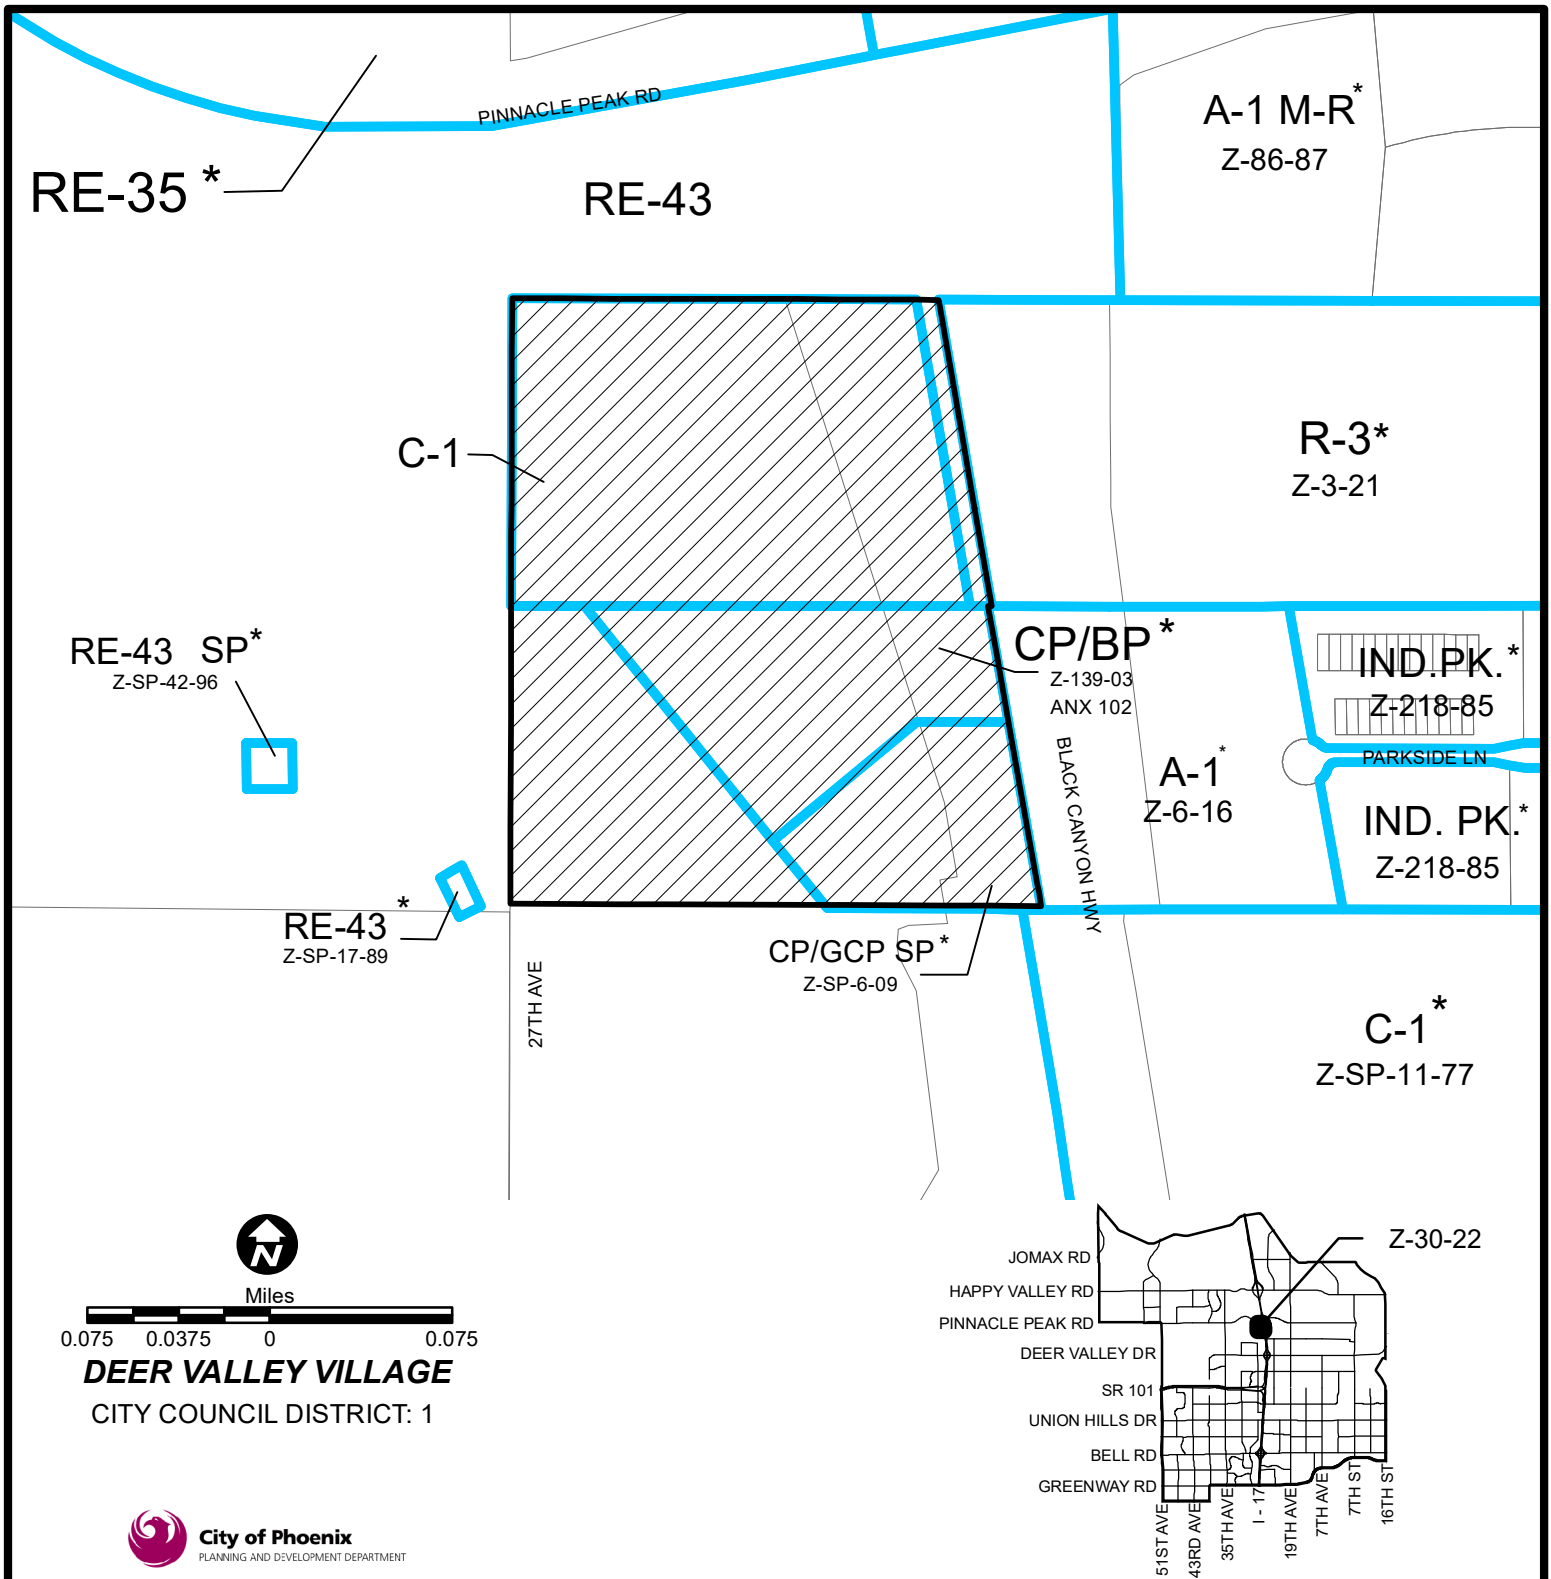 PINNACLE PEAK RD
A-1 M-R*
Z-86-87
RE-35 *
RE-43
C-1
R-3*
Z-3-21
RE-43 SP*
Z-SP-42-96
CP/BP *
Z-139-03
ANX 102
IND.PK. *
Z-218-85
PARKSIDE LN
BLACK CANYON HWY
A-1*
Z-6-16
IND. PK.*
Z-218-85
RE-43 *
Z-SP-17-89
CP/GCP SP *
Z-SP-6-09
27TH AVE
C-1 *
Z-SP-11-77
N
Miles
0.075 0.0375 0 0.075
DEER VALLEY VILLAGE
CITY COUNCIL DISTRICT: 1
City of Phoenix
PLANNING AND DEVELOPMENT DEPARTMENT
Z-30-22
JOMAX RD
HAPPY VALLEY RD
PINNACLE PEAK RD
DEER VALLEY DR
SR 101
UNION HILLS DR
BELL RD
GREENWAY RD
51ST AVE
43RD AVE
35TH AVE
I - 17
19TH AVE
7TH AVE
7TH ST
16TH ST